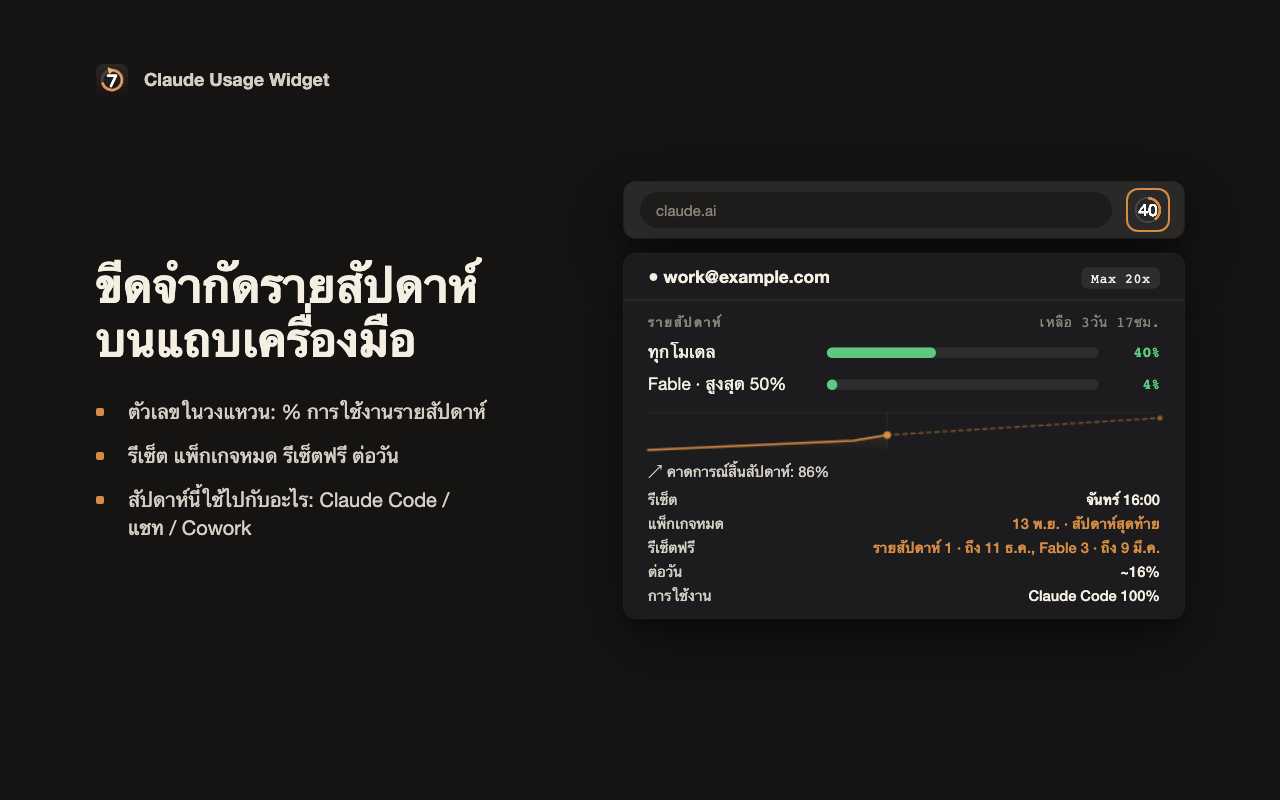 7 Claude Usage Widget
ขีดจำกัดรายสัปดาห์
บนแถบเครื่องมือ
ตัวเลขในวงแหวน: % การใช้งานรายสัปดาห์
รีเซ็ต แพ็กเกจหมด รีเซ็ตฟรี ต่อวัน
สัปดาห์นี้ใช้ไปกับอะไร: Claude Code /
แชท / Cowork
claude.ai 40
work@example.com Max 20x
รายสัปดาห์ เหลือ 3วัน 17ชม.
ทุกโมเดล 40%
Fable · สูงสุด 50% 4%
↗ คาดการณ์สิ้นสัปดาห์: 86%
รีเซ็ต จันทร์ 16:00
แพ็กเกจหมด 13 พ.ย. · สัปดาห์สุดท้าย
รีเซ็ตฟรี รายสัปดาห์ 1 · ถึง 11 ธ.ค., Fable 3 · ถึง 9 มี.ค.
ต่อวัน ~16%
การใช้งาน Claude Code 100%